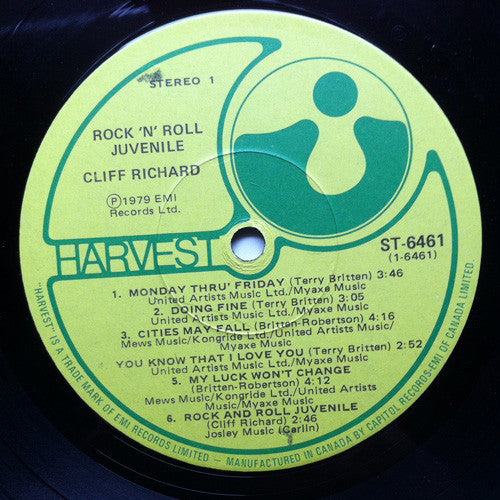 STEREO 1
ROCK 'N' ROLL
JUVENILE
CLIFF RICHARD
Ⓟ1979 EMI
Records Ltd.
HARVEST
ST-6461
(1-6461)
1. MONDAY THRU' FRIDAY (Terry Britten) 3:46
United Artists Music Ltd./Myaxe Music
2. DOING FINE (Terry Britten) 3:05
United Artists Music Ltd./Myaxe Music
3. CITIES MAY FALL (Britten-Robertson) 4:16
Mews Music/Kongride Ltd./United Artists Music/
Myaxe Music
YOU KNOW THAT I LOVE YOU (Terry Britten) 2:52
United Artists Music Ltd./Myaxe Music
5. MY LUCK WON'T CHANGE
(Britten-Robertson) 4:12
Mews Music/Kongride Ltd./United Artists
Music/Myaxe Music
6. ROCK AND ROLL JUVENILE
(Cliff Richard) 2:46
Josley Music (Carlin)
"HARVEST" IS A TRADE MARK OF EMI RECORDS LIMITED – MANUFACTURED IN CANADA BY CAPITOL RECORDS-EMI OF CANADA LIMITED.